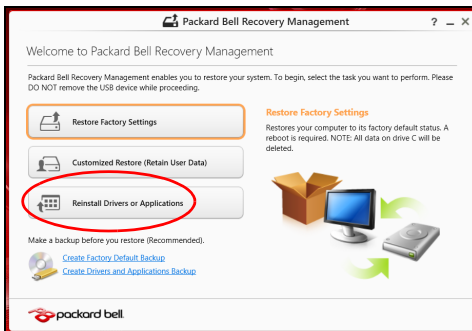 Packard Bell Recovery Management
Welcome to Packard Bell Recovery Management
Packard Bell Recovery Management enables you to restore your system. To begin, select the task you want to perform. Please
DO NOT remove the USB device while proceeding.
Restore Factory Settings
Customized Restore (Retain User Data)
Reinstall Drivers or Applications
Restore Factory Settings
Restores your computer to its factory default status. A
reboot is required. NOTE: All data on drive C will be
deleted.
Make a backup before you restore (Recommended).
Create Factory Default Backup
Create Drivers and Applications Backup
packard bell